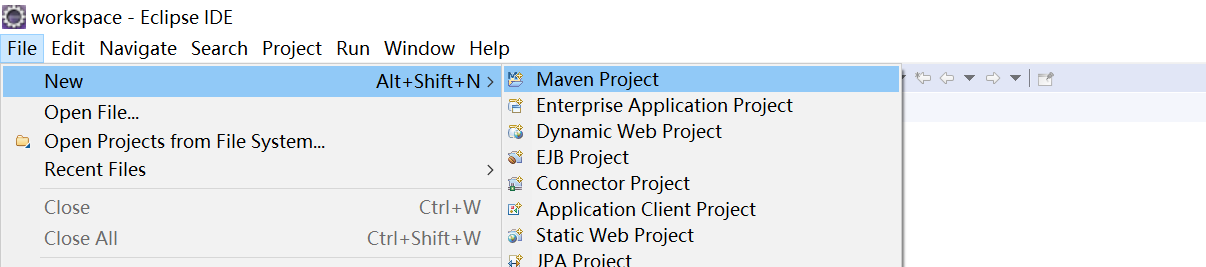 workspace - Eclipse IDE
File Edit Navigate Search Project Run Window Help
New Alt+Shift+N
Open File...
Open Projects from File System...
Recent Files
Close Ctrl+W
Close All Ctrl+Shift+W
Maven Project
Enterprise Application Project
Dynamic Web Project
EJB Project
Connector Project
Application Client Project
Static Web Project
JPA Project